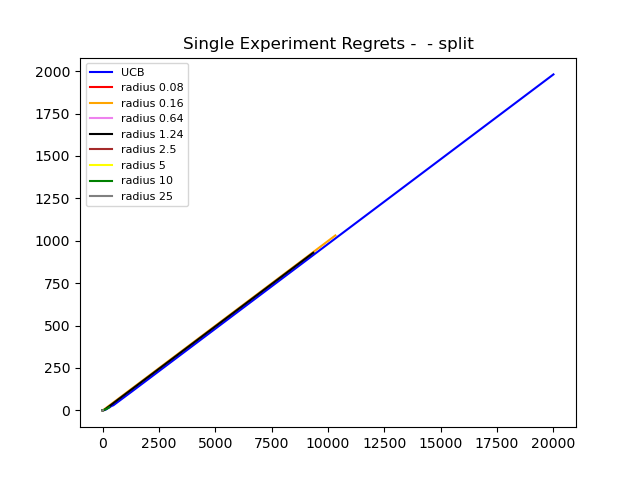 Single Experiment Regrets -  - split
UCB
radius 0.08
radius 0.16
radius 0.64
radius 1.24
radius 2.5
radius 5
radius 10
radius 25
2000
1750
1500
1250
1000
750
500
250
0
0 2500 5000 7500 10000 12500 15000 17500 20000